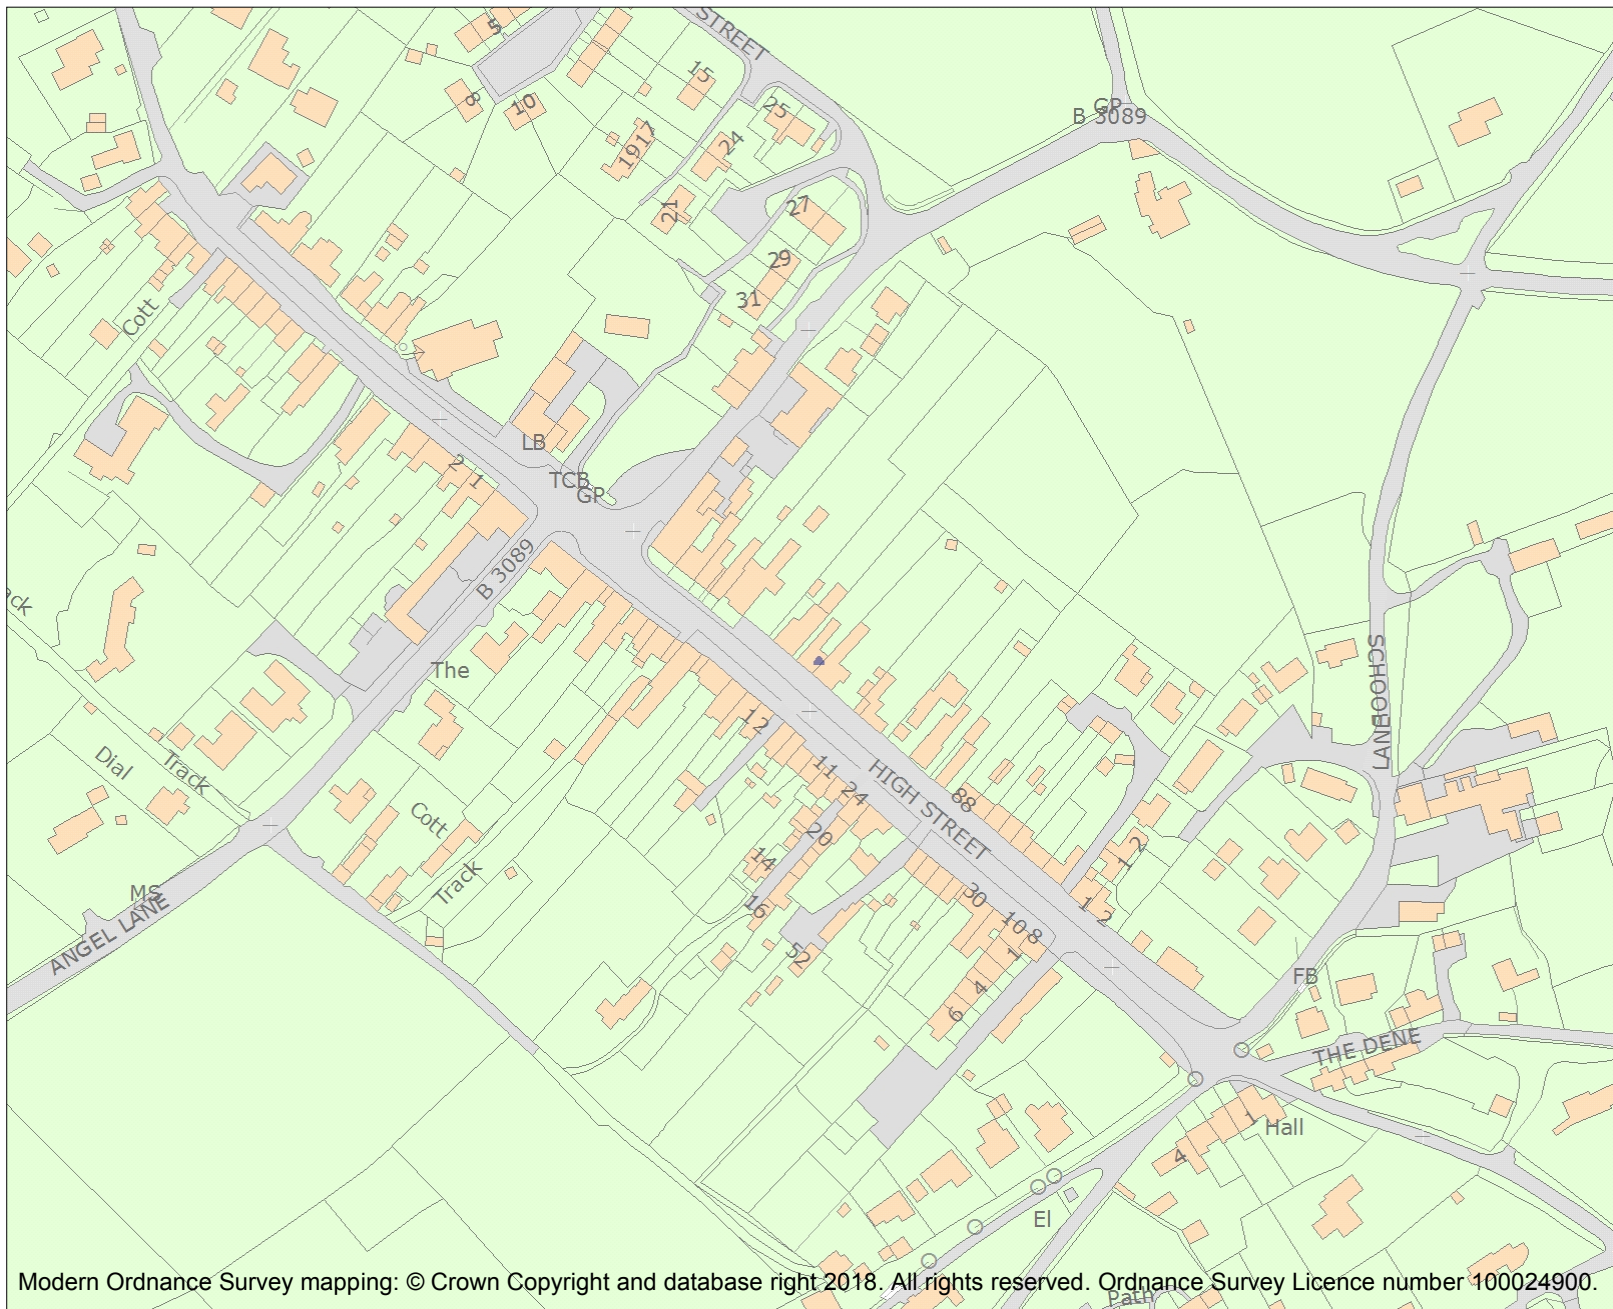 STREET
5
15
8
10
25
GP
B 3089
1917
24
21
27
29
31
Cott
LB
2
1
TCB
GP
B 3089
ack
The
SCHOOL
LANE
12
Dial
Track
11
24
HIGH STREET
88
Cott
20
14
1 2
Track
16
30
108
1 2
MS
ANGEL LANE
52
1
4
6
FB
THE DENE
1
Hall
4
El
Path
Modern Ordnance Survey mapping: © Crown Copyright and database right 2018. All rights reserved. Ordnance Survey Licence number 100024900.